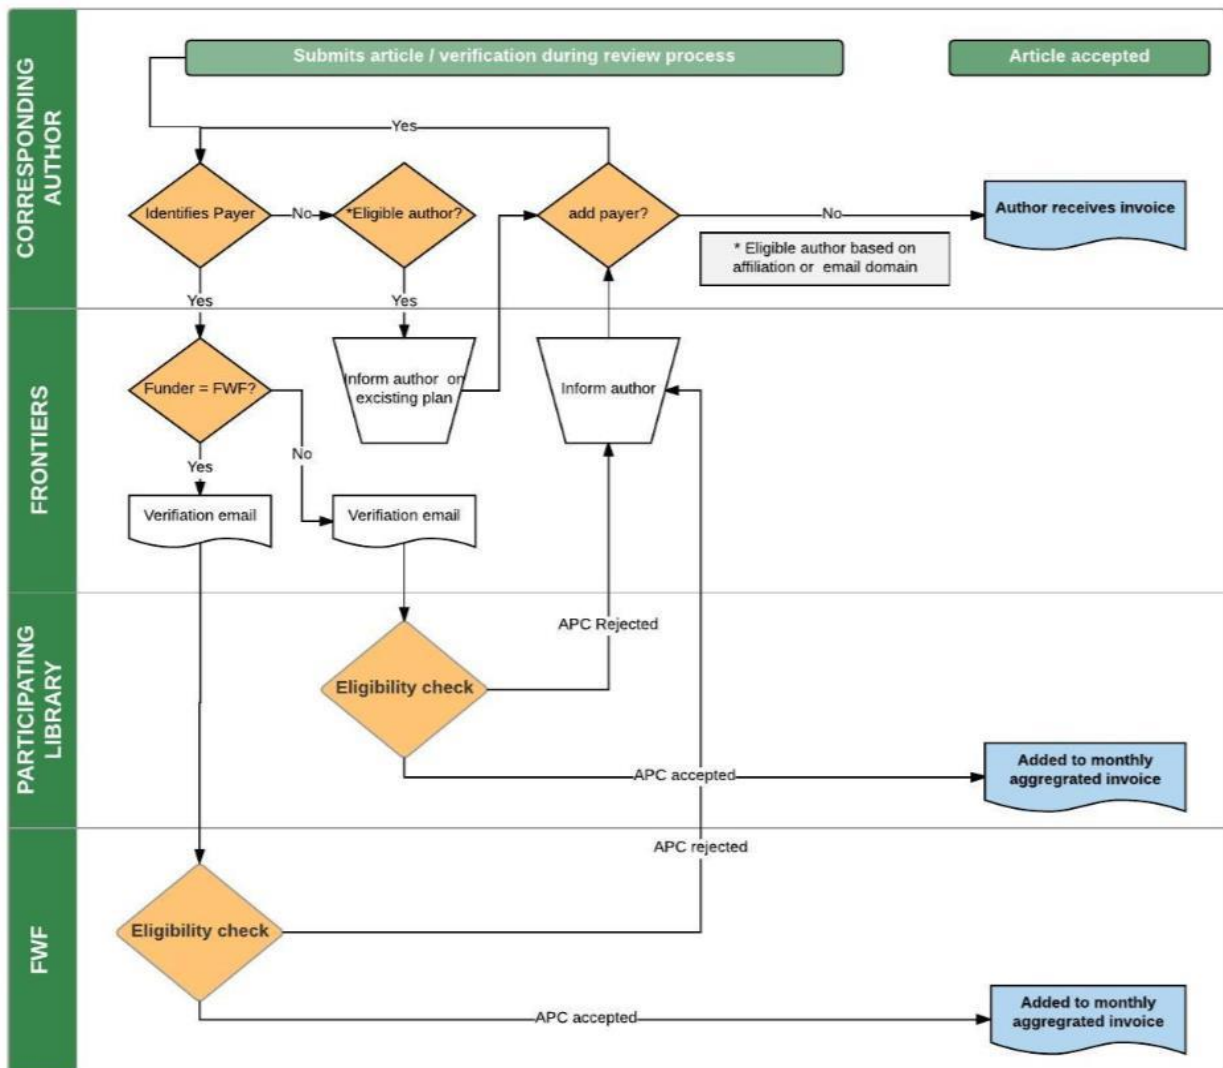 CORRESPONDING
AUTHOR
Submits article / verification during review process
Article accepted
Yes
Identifies Payer
No
*Eligible author?
add payer?
No
Author receives invoice
* Eligible author based on
affiliation or email domain
Yes
Yes
FRONTIERS
Funder = FWF?
Inform author on
excisting plan
Inform author
Yes
No
Verifiation email
Verifiation email
PARTICIPATING
LIBRARY
APC Rejected
Eligibility check
APC accepted
Added to monthly
aggregrated invoice
FWF
APC rejected
Eligibility check
APC accepted
Added to monthly
aggregrated invoice